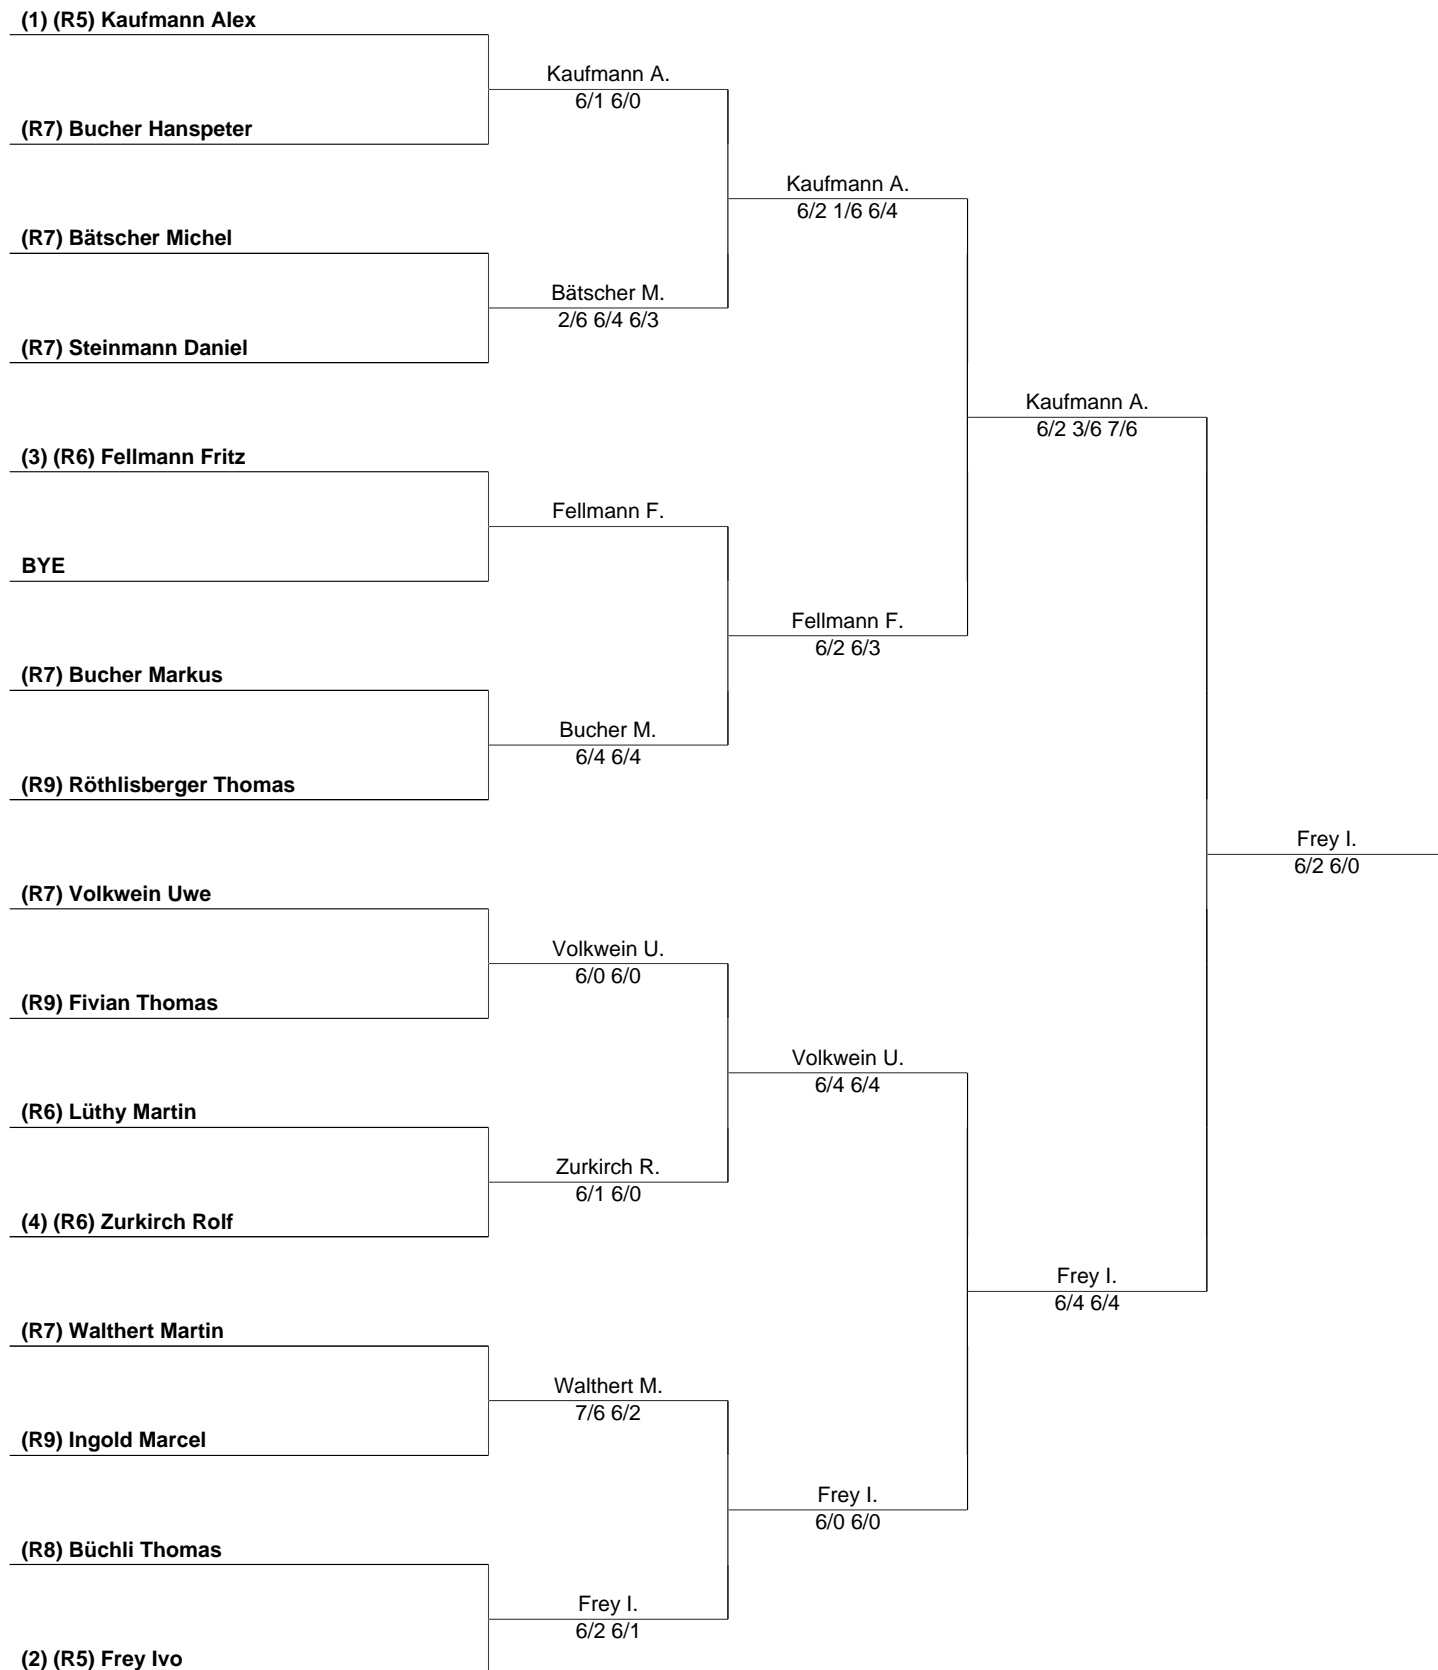 (1) (R5) Kaufmann Alex
Kaufmann A.
6/1 6/0
(R7) Bucher Hanspeter
Kaufmann A.
6/2 1/6 6/4
(R7) Bätscher Michel
Bätscher M.
2/6 6/4 6/3
(R7) Steinmann Daniel
Kaufmann A.
6/2 3/6 7/6
(3) (R6) Fellmann Fritz
Fellmann F.
BYE
Fellmann F.
6/2 6/3
(R7) Bucher Markus
Bucher M.
6/4 6/4
(R9) Röthlisberger Thomas
Frey I.
6/2 6/0
(R7) Volkwein Uwe
Volkwein U.
6/0 6/0
(R9) Fivian Thomas
Volkwein U.
6/4 6/4
(R6) Lüthy Martin
Zurkirch R.
6/1 6/0
(4) (R6) Zurkirch Rolf
Frey I.
6/4 6/4
(R7) Walthert Martin
Walthert M.
7/6 6/2
(R9) Ingold Marcel
Frey I.
6/0 6/0
(R8) Büchli Thomas
Frey I.
6/2 6/1
(2) (R5) Frey Ivo